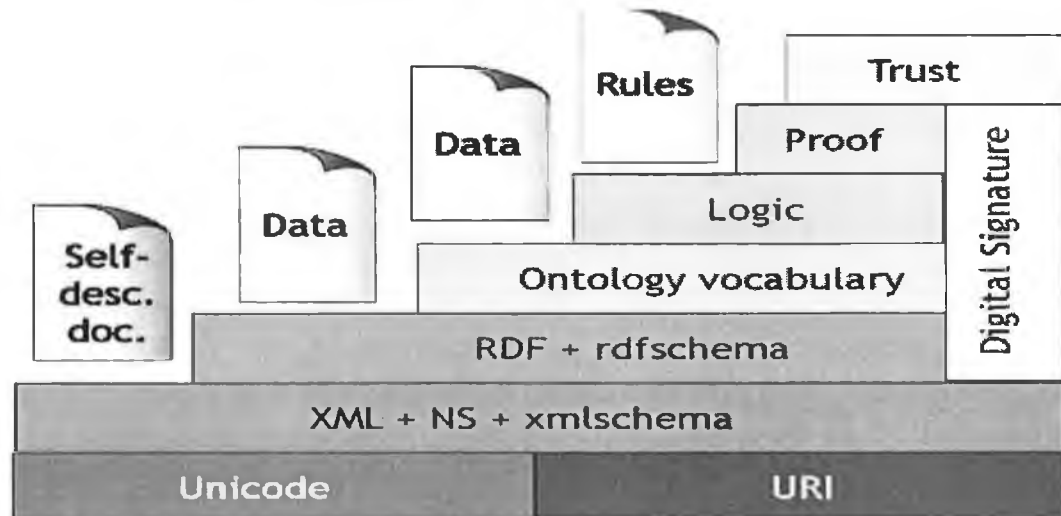 Rules
Trust
Data
Proof
Data
Logic
Self-
desc.
doc.
Ontology vocabulary
Digital Signature
RDF + rdfschema
XML + NS + xmlschema
Unicode
URI